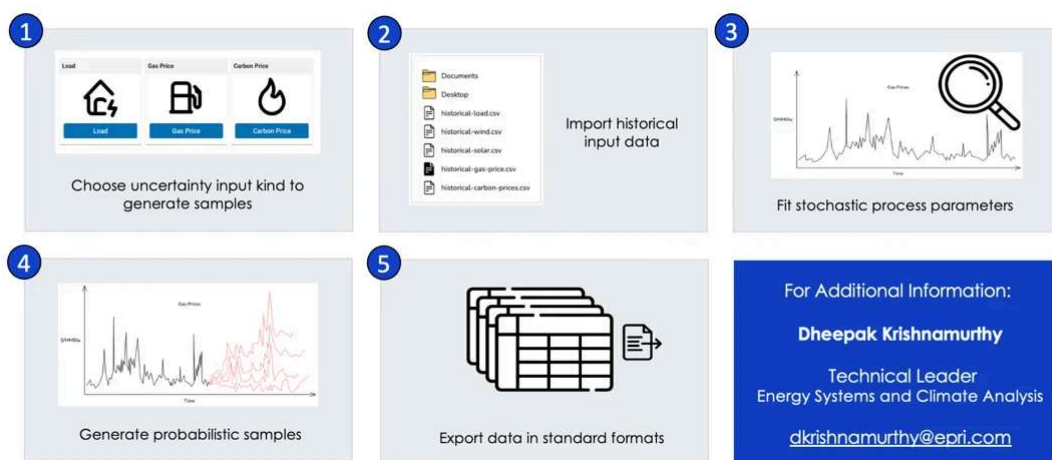 1
Load
Gas Price
Carbon Price
Load
Gas Price
Carbon Price
Choose uncertainty input kind to
generate samples
2
Documents
Desktop
historical-load.csv
historical-wind.csv
historical-solar.csv
historical-gas-price.csv
historical-carbon-prices.csv
Import historical
input data
3
Gas Prices
$/MMBtu
Time
Fit stochastic process parameters
4
Gas Prices
$/MMBtu
Time
Generate probabilistic samples
5
Export data in standard formats
For Additional Information:
Dheepak Krishnamurthy
Technical Leader
Energy Systems and Climate Analysis
dkrishnamurthy@epri.com